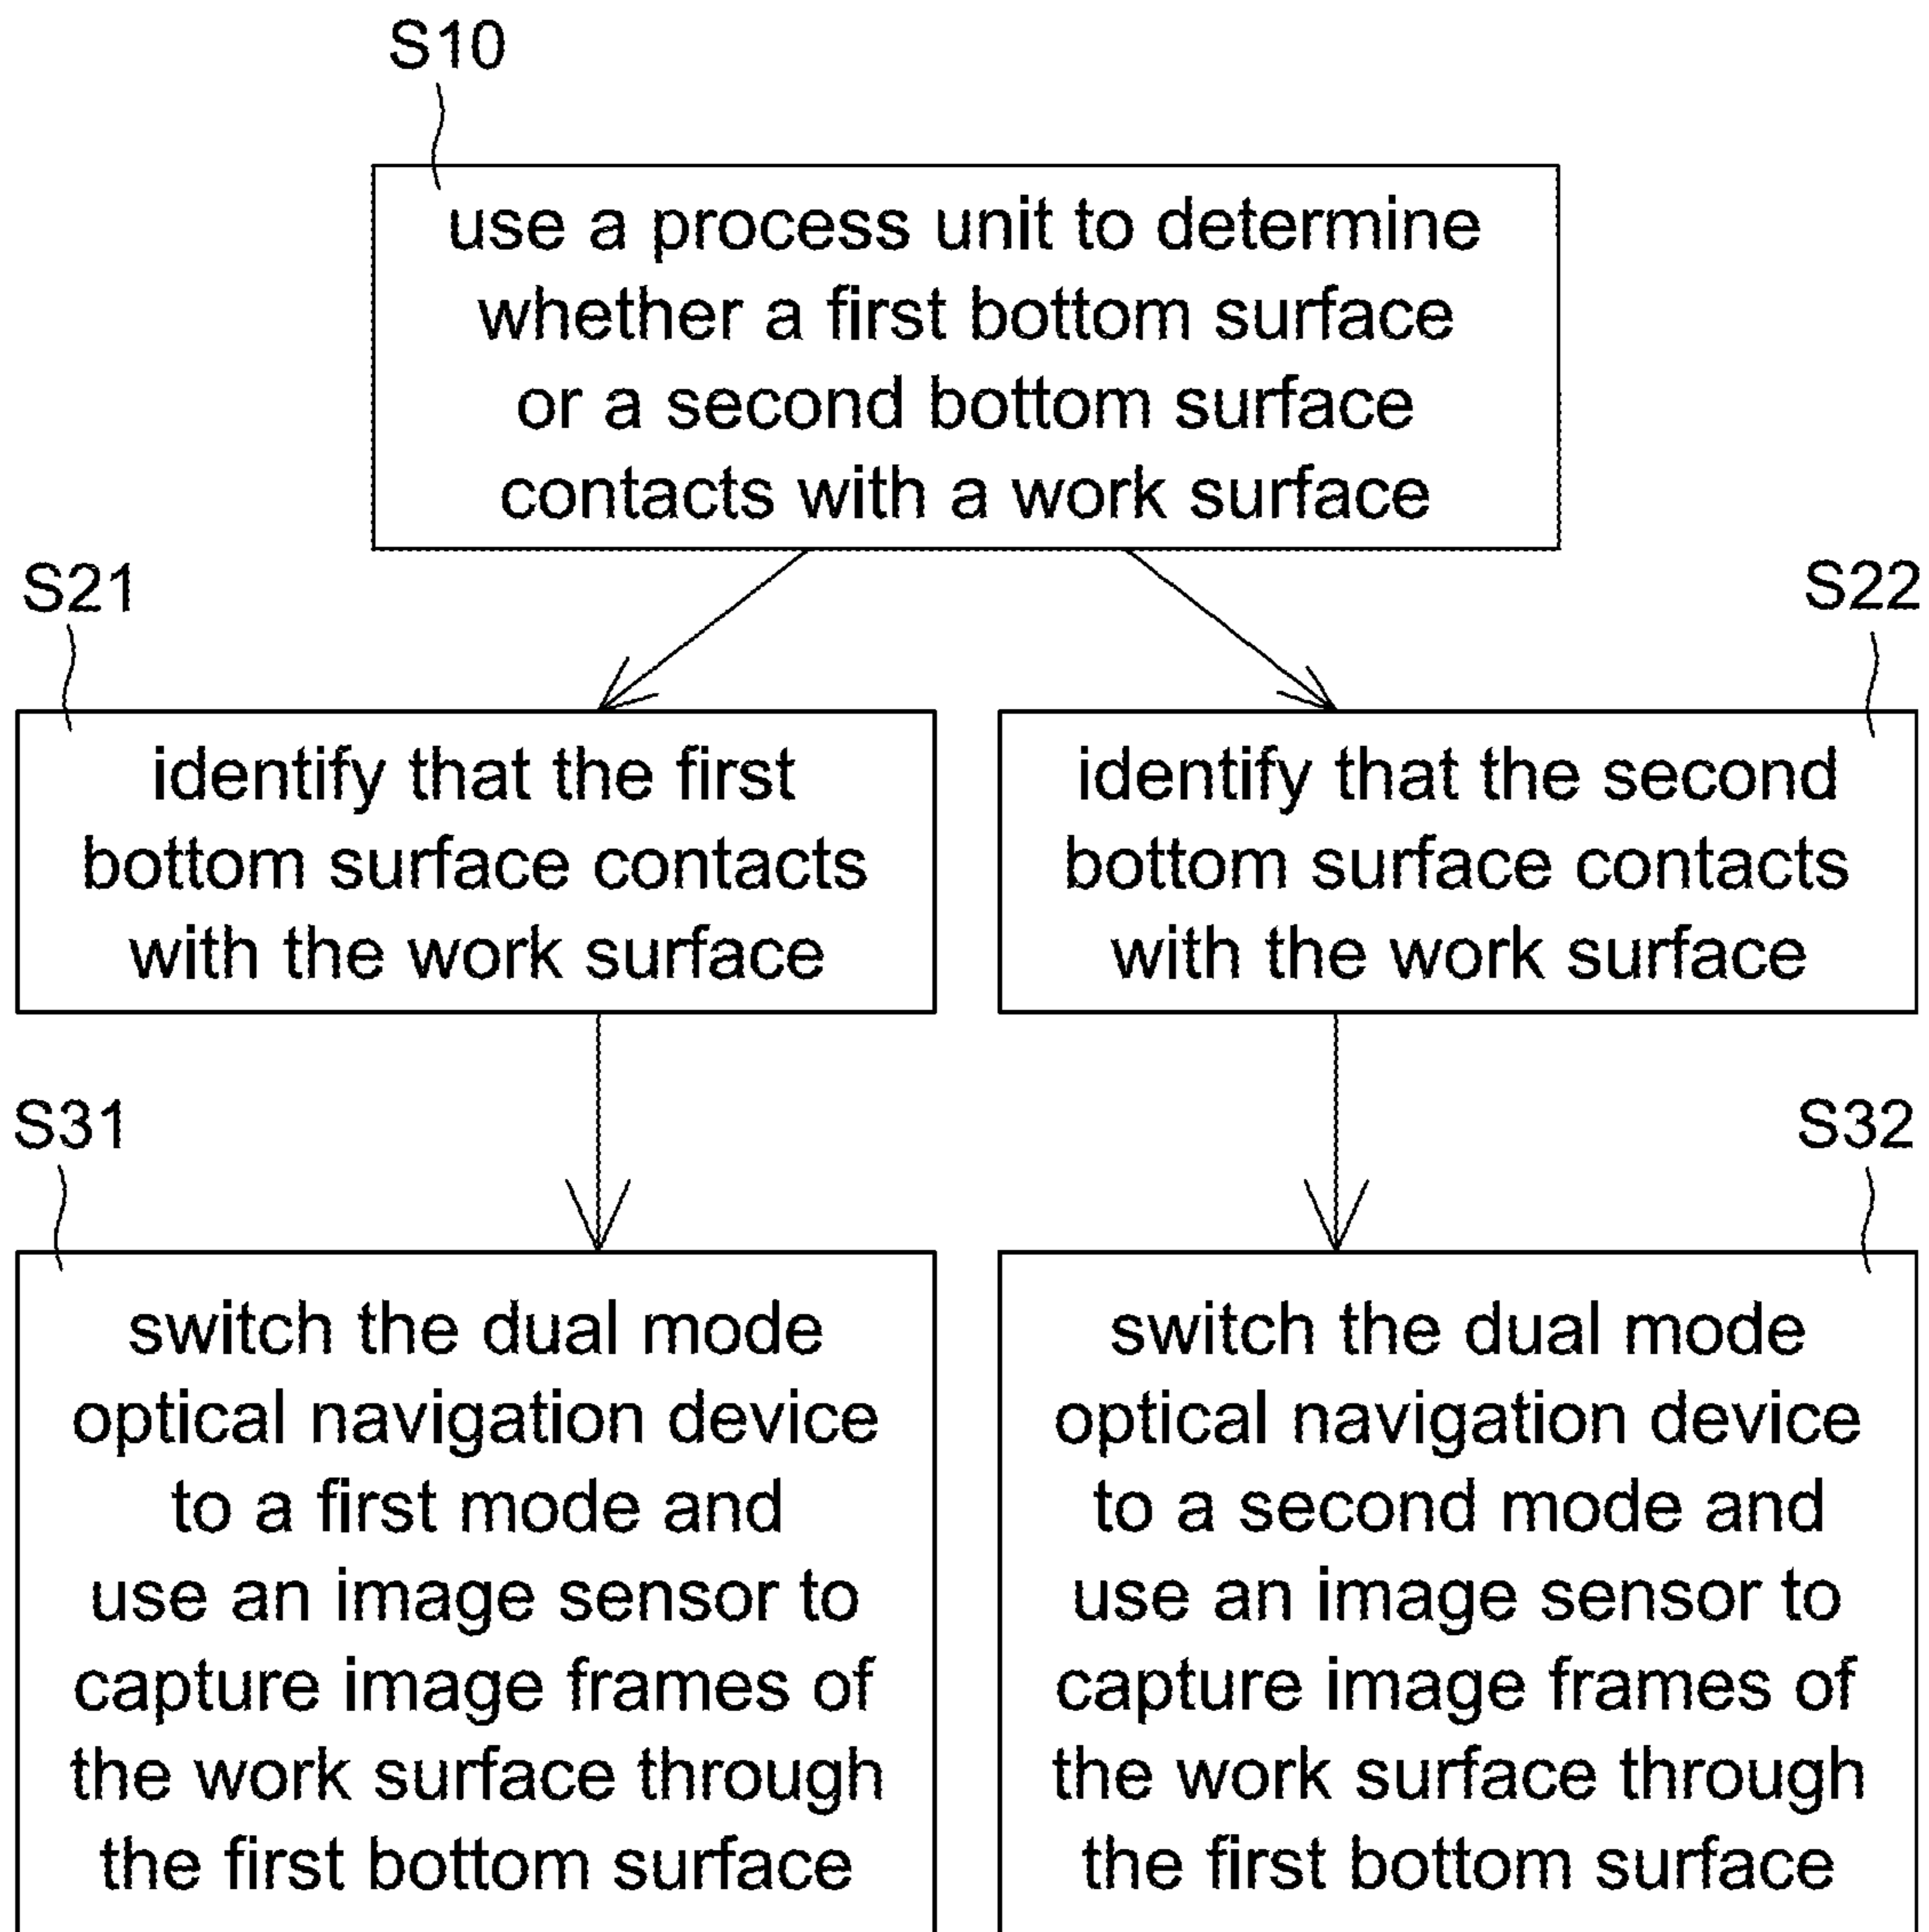 S10
use a process unit to determine
whether a first bottom surface
or a second bottom surface
contacts with a work surface
S21
identify that the first
bottom surface contacts
with the work surface
S22
identify that the second
bottom surface contacts
with the work surface
S31
switch the dual mode
optical navigation device
to a first mode and
use an image sensor to
capture image frames of
the work surface through
the first bottom surface
S32
switch the dual mode
optical navigation device
to a second mode and
use an image sensor to
capture image frames of
the work surface through
the first bottom surface